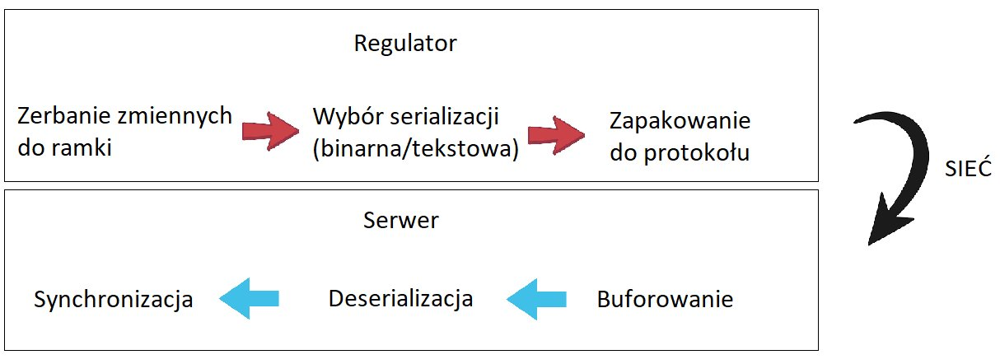 Regulator
Zerbanie zmiennych
do ramki
Wybór serializacji
(binarna/tekstowa)
Zapakowanie
do protokołu
SIEĆ
Serwer
Synchronizacja
Deserializacja
Buforowanie